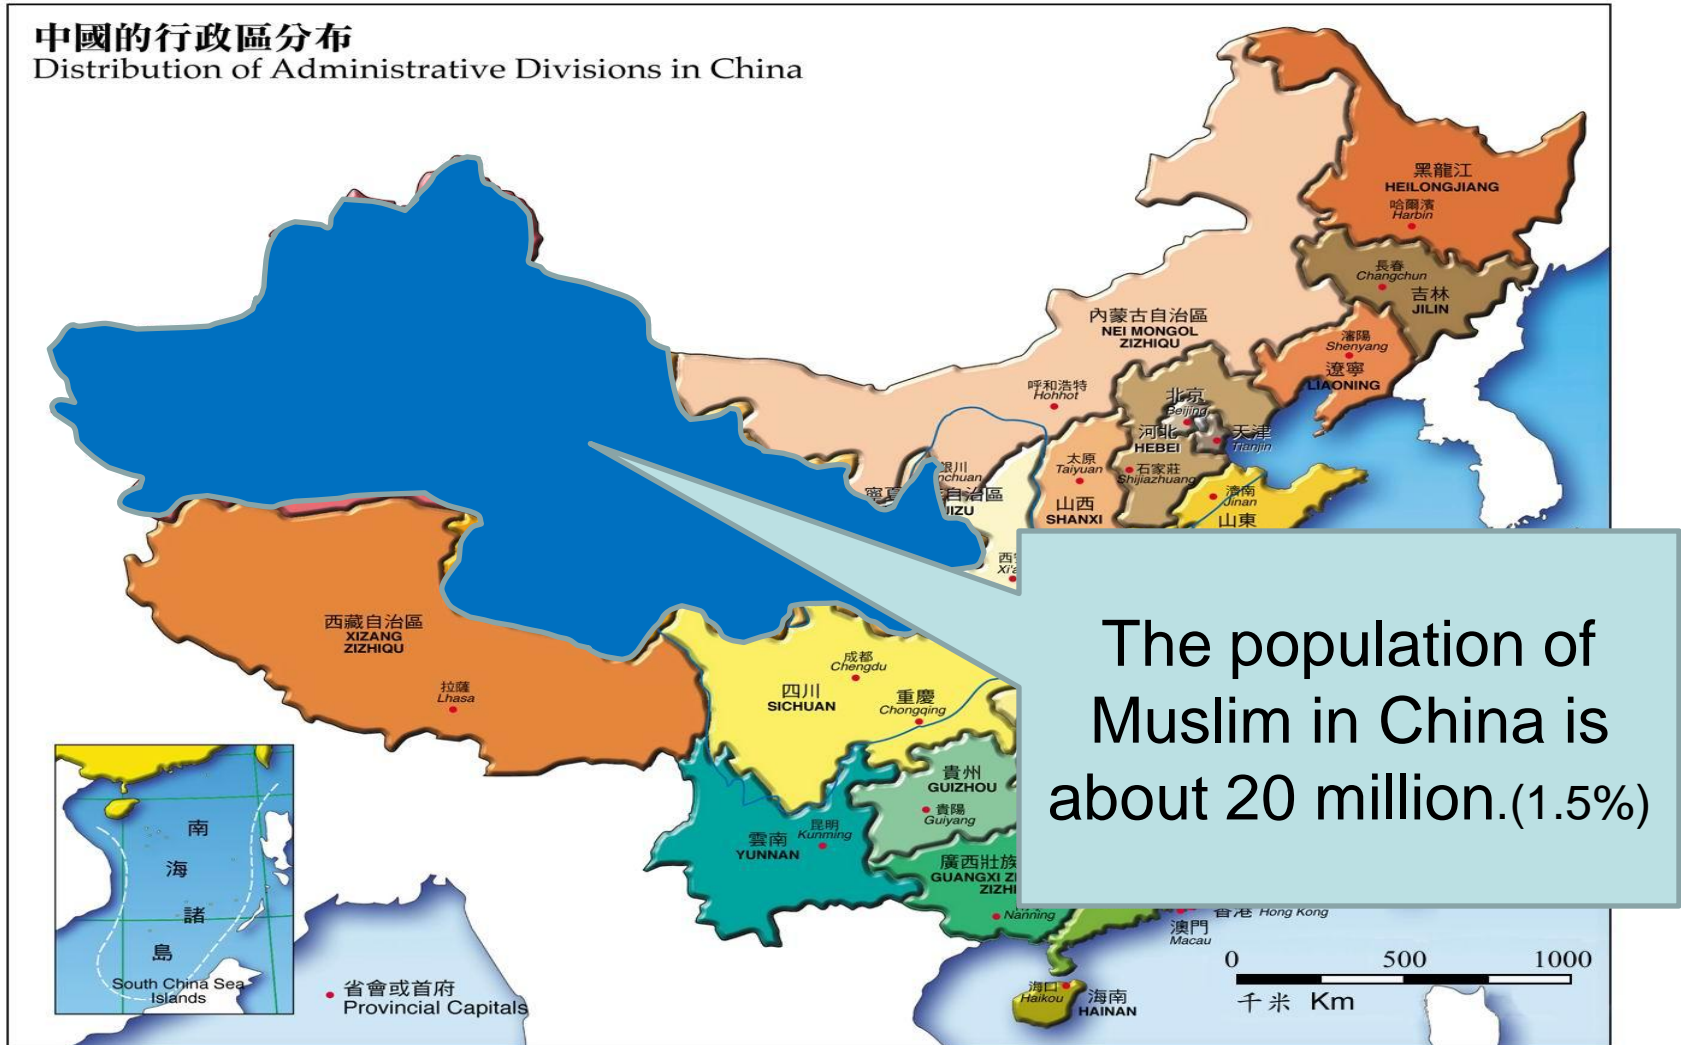 中國的行政區分布
Distribution of Administrative Divisions in China
黑龍江
HEILONGJIANG
哈爾濱
Harbin
長春
Changchun
吉林
JILIN
內蒙古自治區
NEI MONGOL
ZIZHIQU
瀋陽
Shenyang
遼寧
LIAONING
呼和浩特
Hohhot
北京
Beijing
天津
Tianjin
河北
HEBEI
石家莊
Shijiazhuang
太原
Taiyuan
山西
SHANXI
濟南
Jinan
山東
自治區
The population of
Muslim in China is
about 20 million.(1.5%)
西藏自治區
XIZANG
ZIZHIQU
拉薩
Lhasa
成都
Chengdu
四川
SICHUAN
重慶
Chongqing
貴州
GUIZHOU
貴陽
Guiyang
昆明
Kunming
雲南
YUNNAN
廣西壯族
GUANGXI
Nanning
香港 Hong Kong
澳門
Macau
海口
Haikou
海南
HAINAN
南
海
諸
島
South China Sea
Islands
省會或首府
Provincial Capitals
0 500 1000
千米 Km